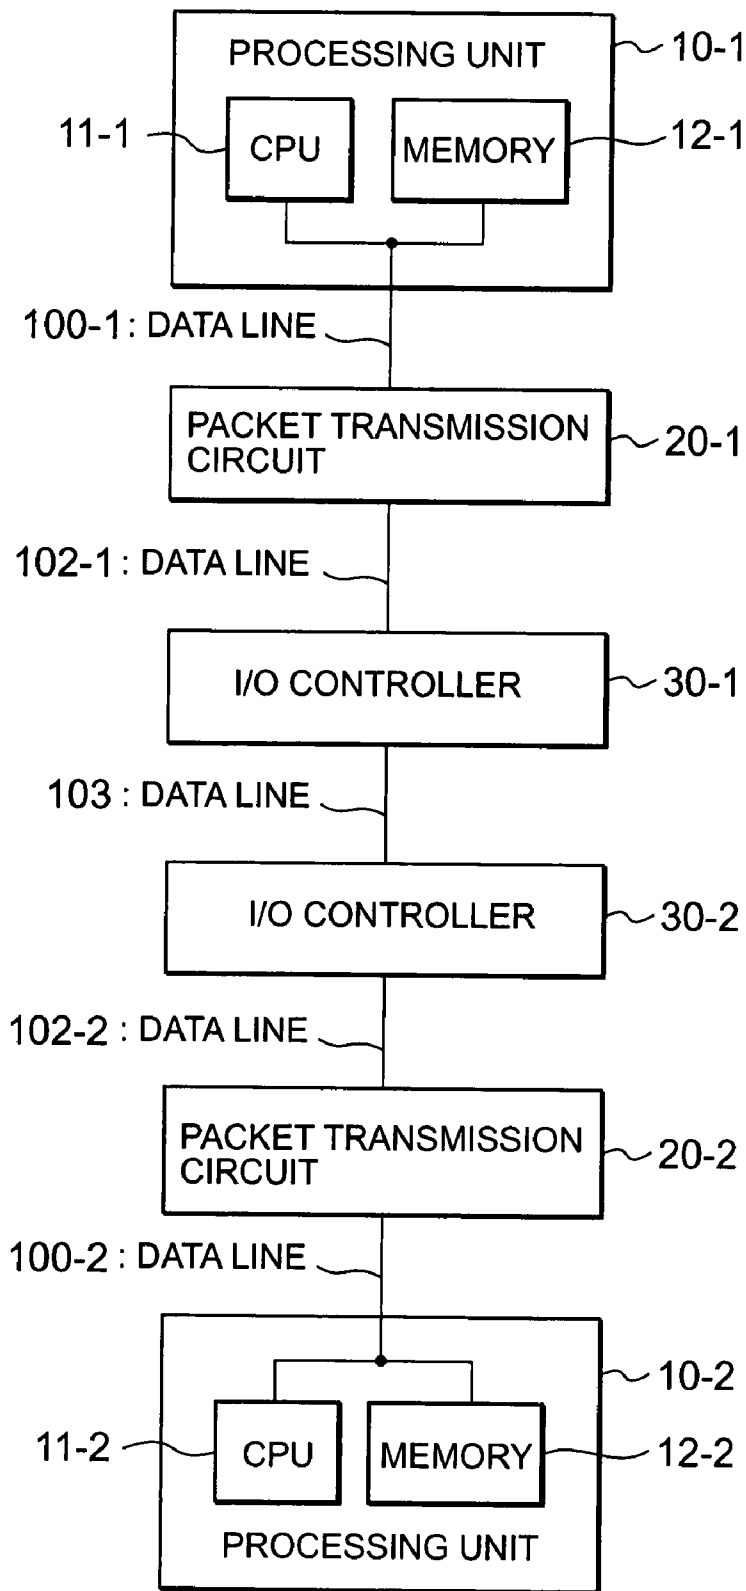 PROCESSING UNIT
10-1
11-1
CPU
MEMORY
12-1
100-1 : DATA LINE
PACKET TRANSMISSION
CIRCUIT
20-1
102-1 : DATA LINE
I/O CONTROLLER
30-1
103 : DATA LINE
I/O CONTROLLER
30-2
102-2 : DATA LINE
PACKET TRANSMISSION
CIRCUIT
20-2
100-2 : DATA LINE
10-2
11-2
CPU
MEMORY
12-2
PROCESSING UNIT